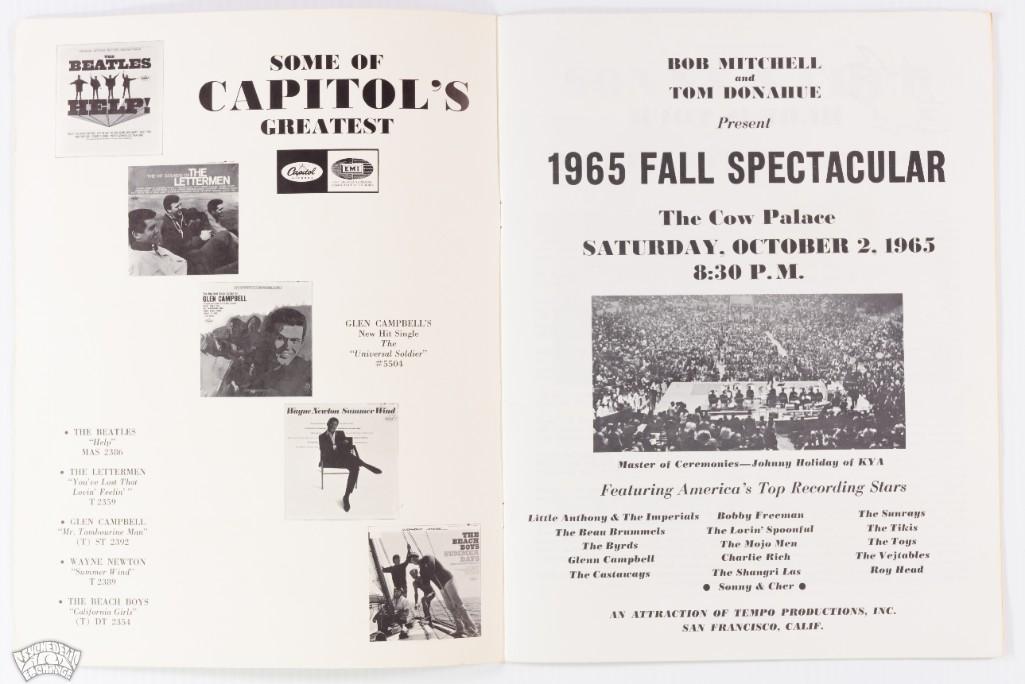 THE
BEATLES
HELP!
SOME OF
CAPITOL'S
GREATEST
Capitol
EMI
THE
LETTERMEN
GLEN CAMPBELL
GLEN CAMPBELL'S
New Hit Single
The
"Universal Soldier"
#5504
Wayne Newton Summer Wind
THE
BEACH
BOYS
SUMMER
DAYS
• THE BEATLES
"Help"
MAS 2386
• THE LETTERMEN
"You've Lost That
Lovin' Feelin' "
T 2359
• GLEN CAMPBELL
"Mr. Tambourine Man"
(T) ST 2392
• WAYNE NEWTON
"Summer Wind"
T 2389
• THE BEACH BOYS
"California Girls"
(T) DT 2354
PSYCHEDELIC
ART
EXCHANGE
BOB MITCHELL
and
TOM DONAHUE
Present
1965 FALL SPECTACULAR
The Cow Palace
SATURDAY, OCTOBER 2, 1965
8:30 P.M.
Master of Ceremonies—Johnny Holiday of KYA
Featuring America's Top Recording Stars
Little Anthony & The Imperials
The Beau Brummels
The Byrds
Glenn Campbell
The Castaways
Bobby Freeman
The Lovin' Spoonful
The Mojo Men
Charlie Rich
The Shangri Las
• Sonny & Cher •
The Sunrays
The Tikis
The Toys
The Vejtables
Roy Head
AN ATTRACTION OF TEMPO PRODUCTIONS, INC.
SAN FRANCISCO, CALIF.